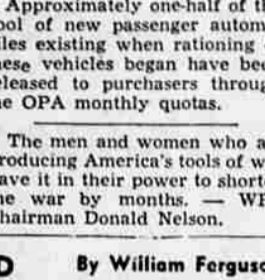 Approximately one-half of th
ool of new passenger autom
iles existing when rationing
hese vehicles began have bee
eleased to purchasers throug
he OPA monthly quotas.
The men and women who a
roducing America's tools of w
ave it in their power to short
he war by months. — WP
hairman Donald Nelson.
D By William Ferguso